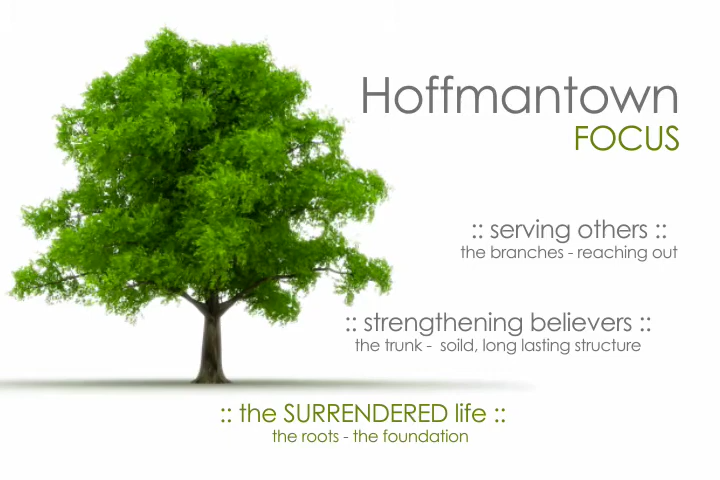 Hoffmantown
FOCUS
:: serving others ::
the branches - reaching out
:: strengthening believers ::
the trunk - soild, long lasting structure
:: the SURRENDERED life ::
the roots - the foundation